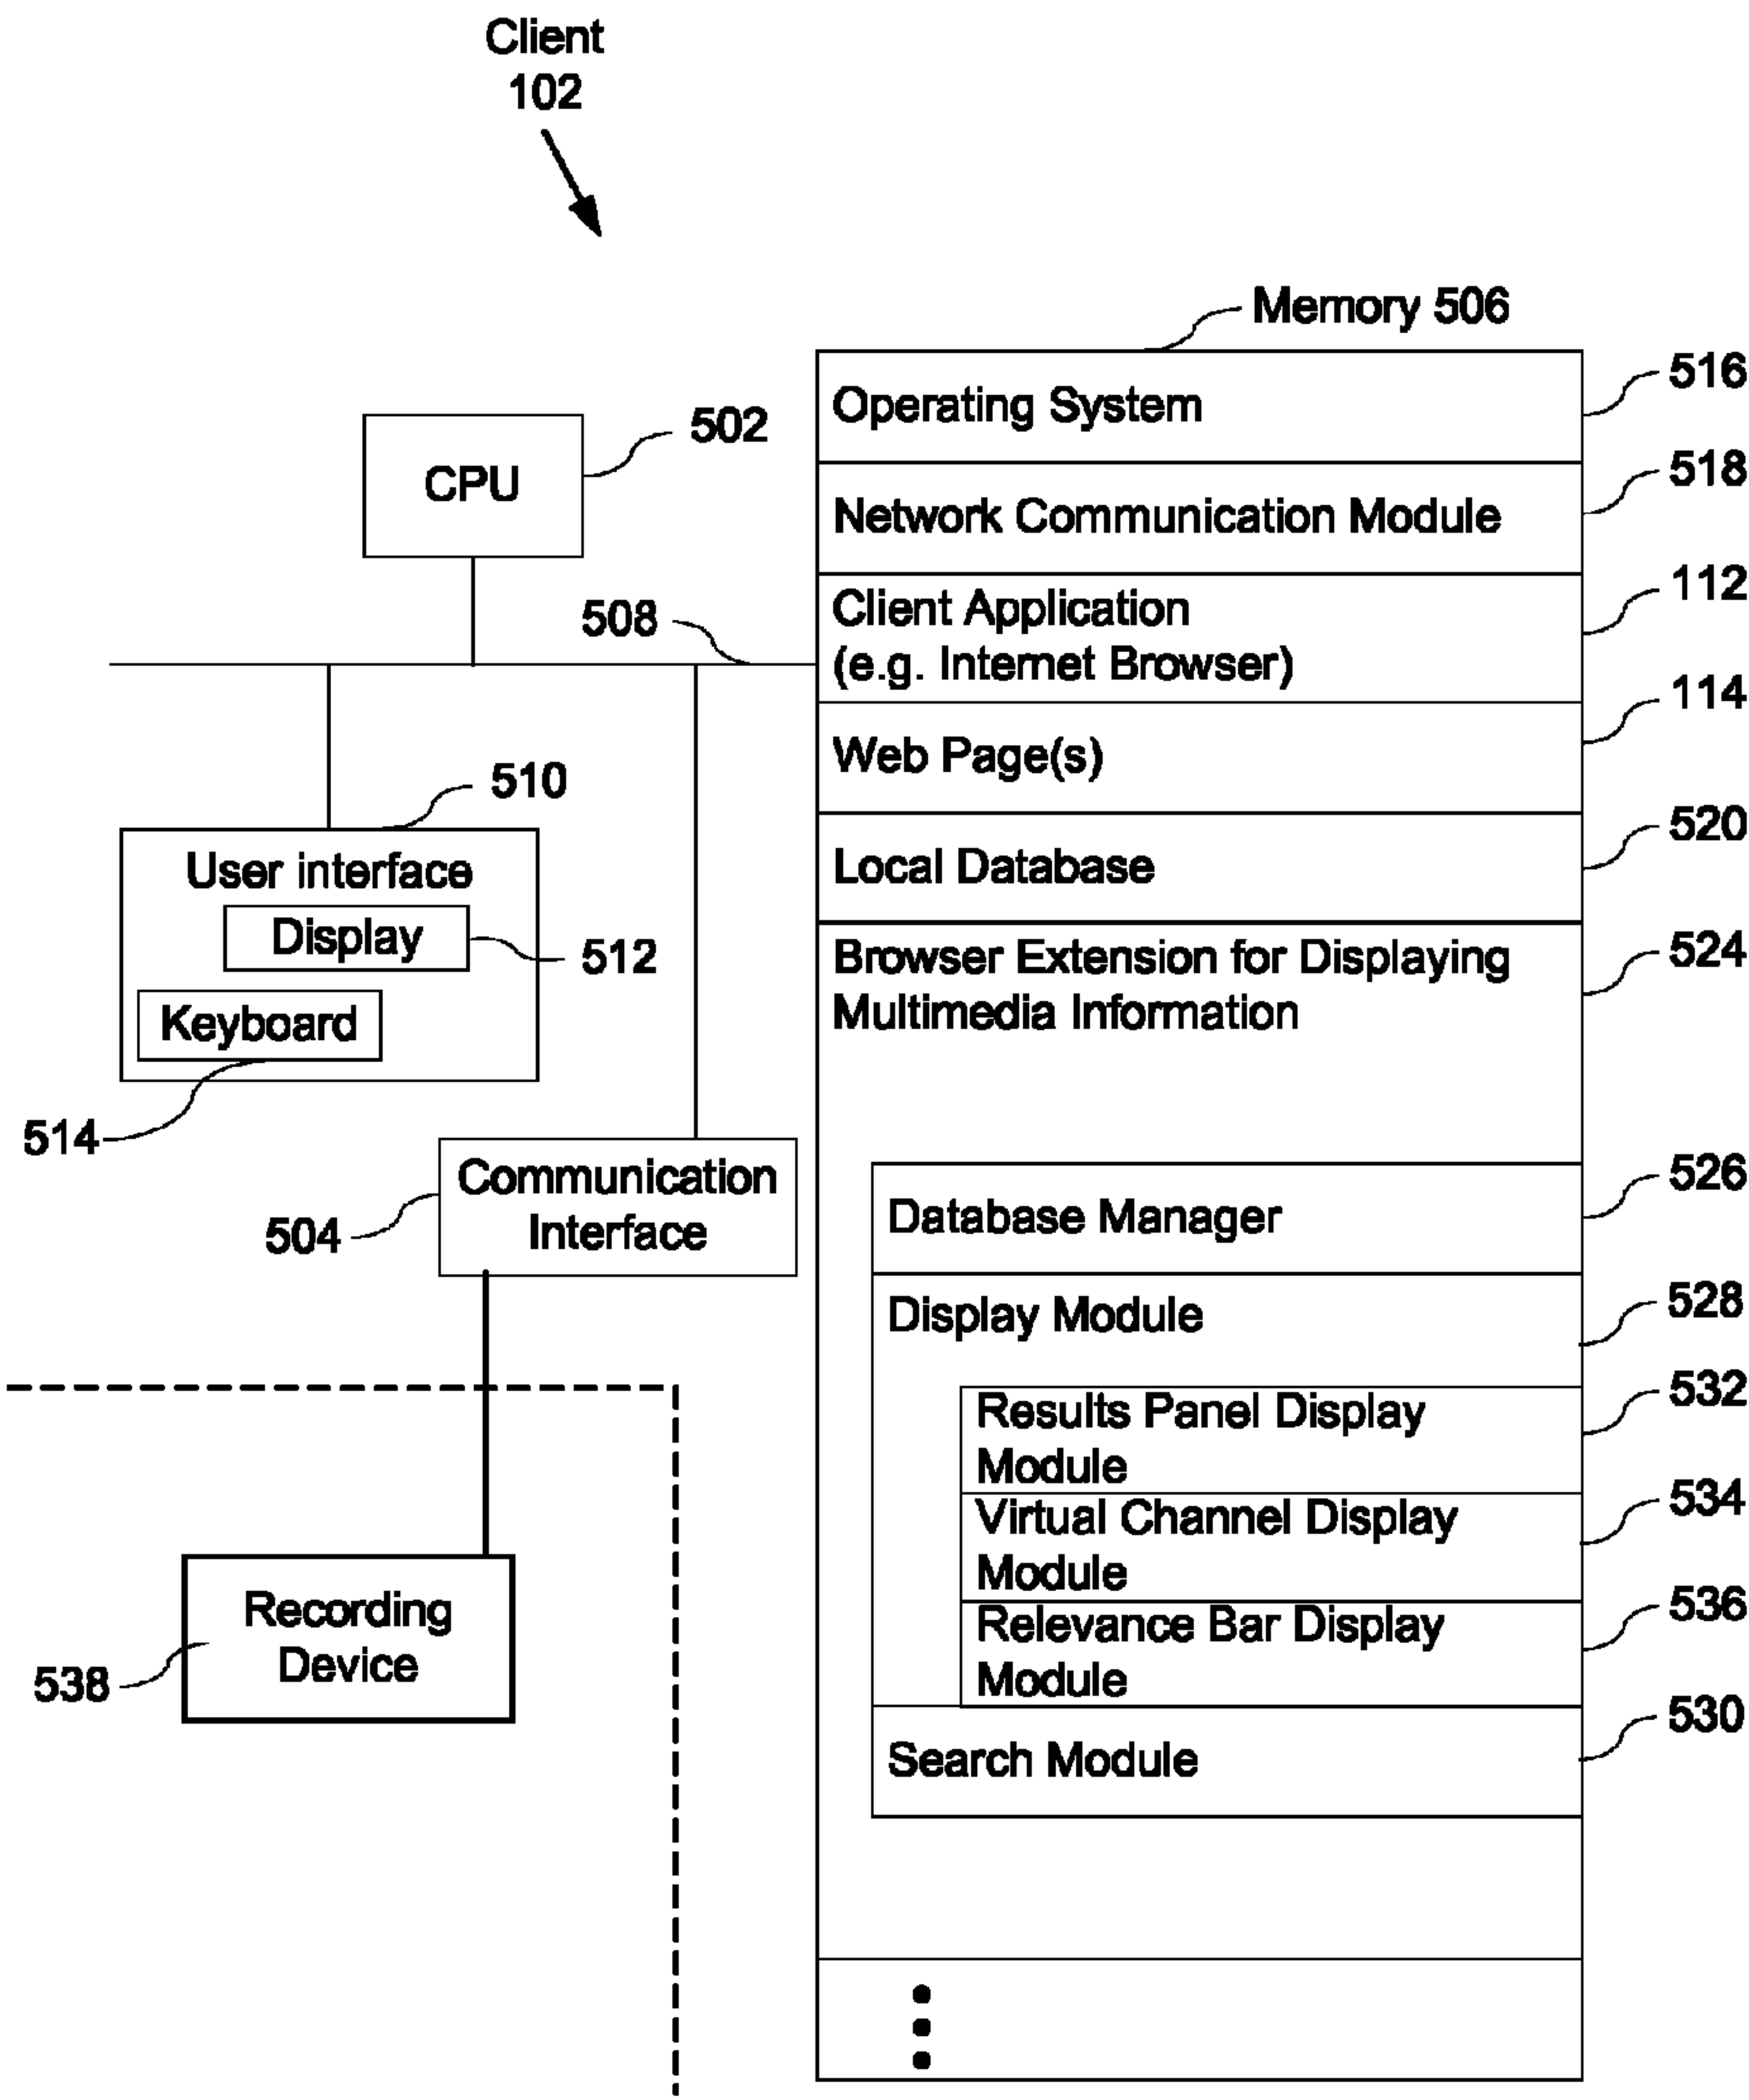 Client
102
Memory 506
Operating System
516
CPU
502
Network Communication Module
518
Client Application
(e.g. Internet Browser)
112
508
Web Page(s)
114
510
User interface
Display
512
Keyboard
514
Local Database
520
Browser Extension for Displaying
Multimedia Information
524
Communication
Interface
504
Database Manager
526
Display Module
528
Results Panel Display
Module
532
Virtual Channel Display
Module
534
Relevance Bar Display
Module
536
Recording
Device
538
Search Module
530